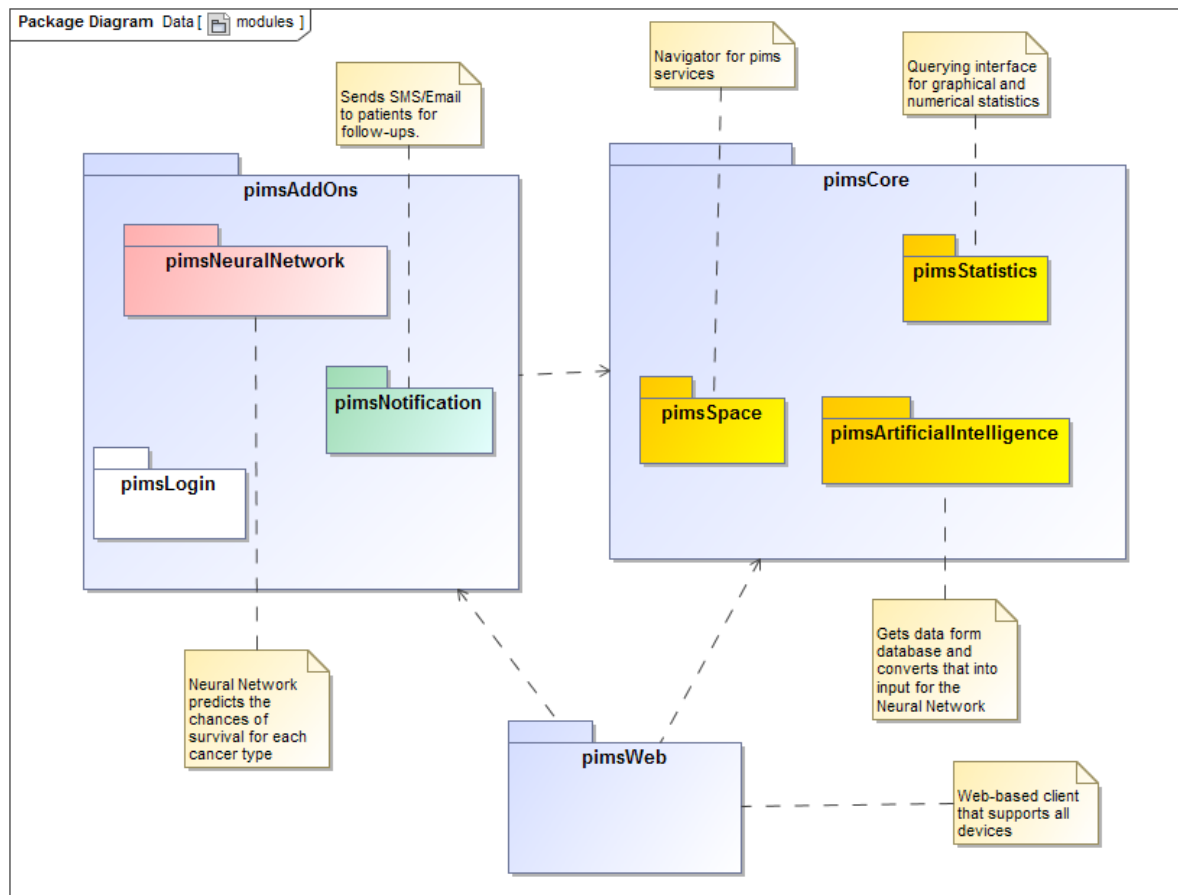 Package Diagram Data [ modules ]
Navigator for pims
services
Querying interface
for graphical and
numerical statistics
Sends SMS/Email
to patients for
follow-ups.
pimsAddOns
pimsCore
pimsNeuralNetwork
pimsStatistics
pimsNotification
pimsSpace
pimsArtificialIntelligence
pimsLogin
Gets data form
database and
converts that into
input for the
Neural Network
Neural Network
predicts the
chances of
survival for each
cancer type
pimsWeb
Web-based client
that supports all
devices